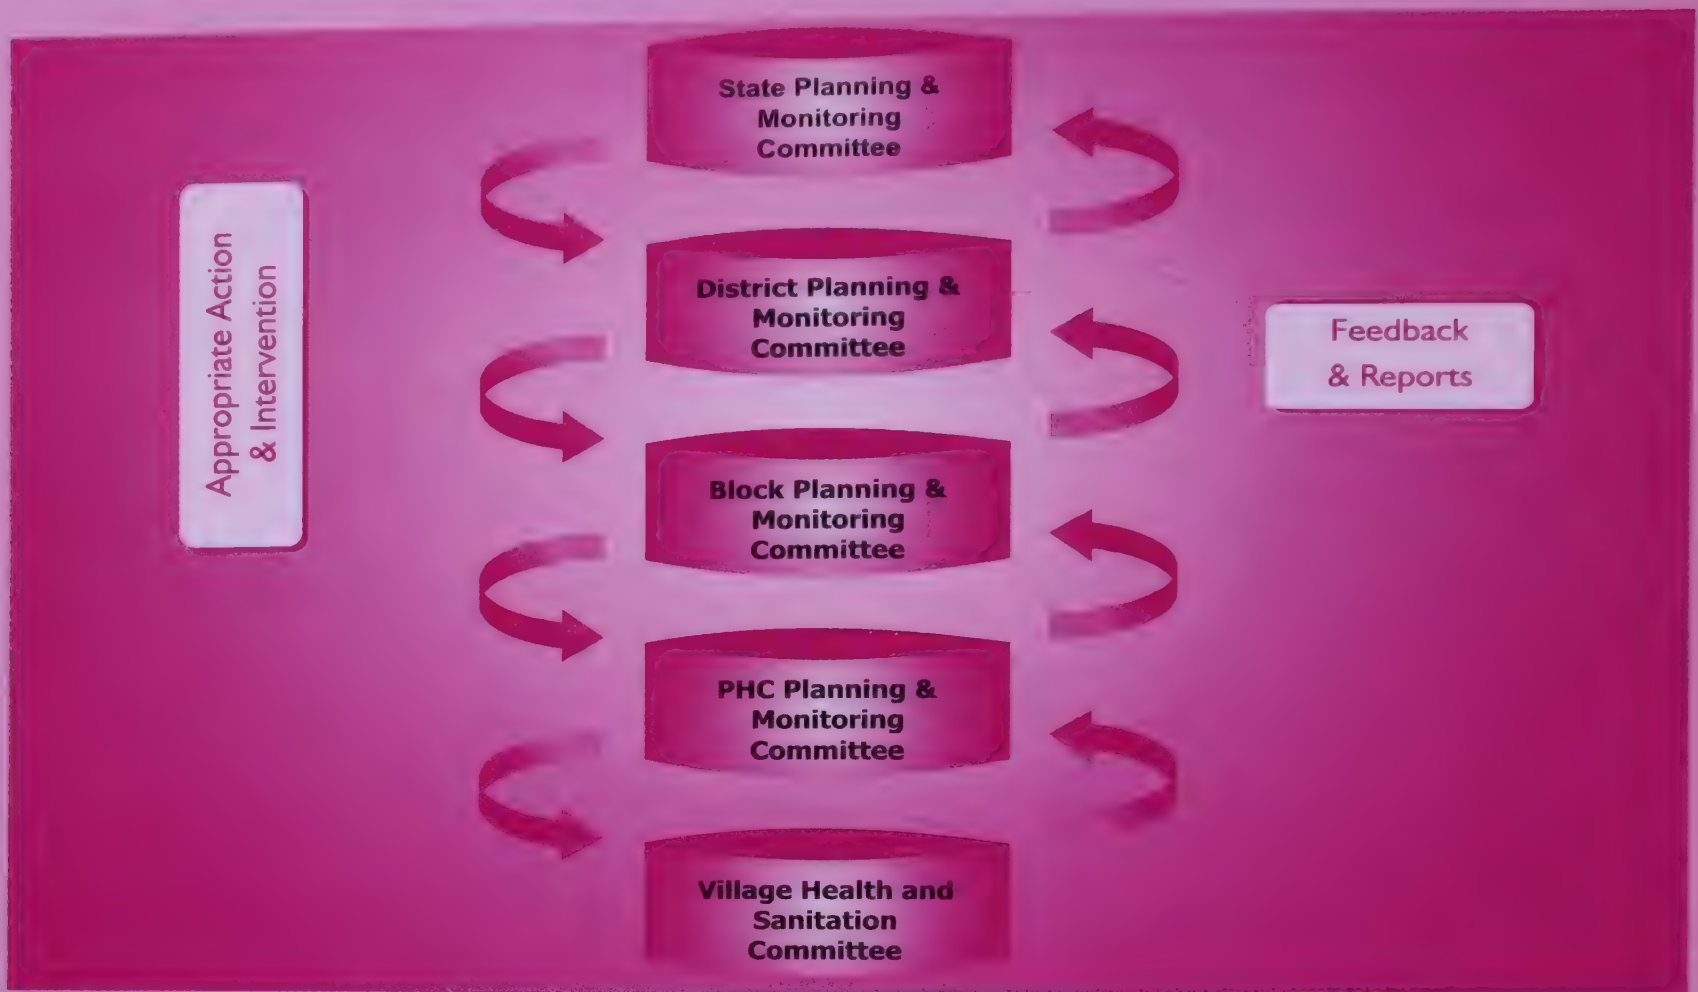 State Planning &
Monitoring
Committee
Appropriate Action
& Intervention
District Planning &
Monitoring
Committee
Feedback
& Reports
Block Planning &
Monitoring
Committee
PHC Planning &
Monitoring
Committee
Village Health and
Sanitation
Committee